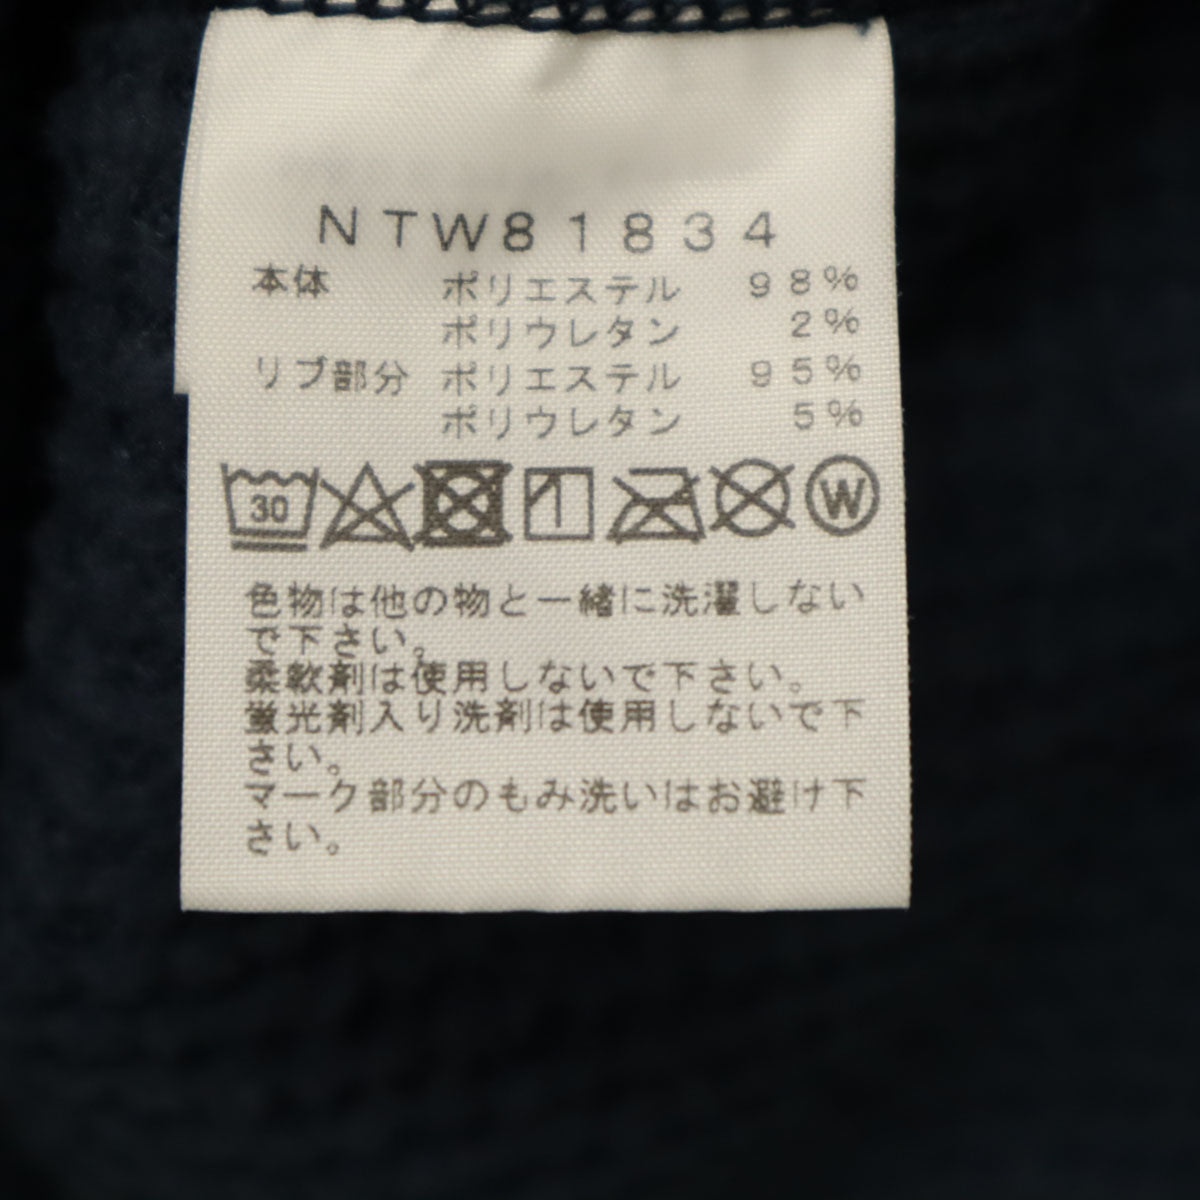 NTW81834
本体 ポリエステル 98%
ポリウレタン 2%
リブ部分 ポリエステル 95%
ポリウレタン 5%
30 W
色物は他の物と一緒に洗濯しない
で下さい。
柔軟剤は使用しないで下さい。
蛍光剤入り洗剤は使用しないで下
さい。
マーク部分のもみ洗いはお避け下
さい。